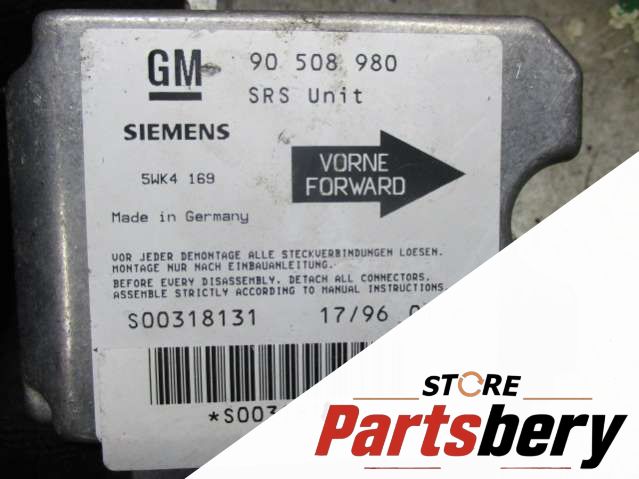 GM 90 508 980
SRS Unit
SIEMENS
5WK4 169
VORNE
FORWARD
Made in Germany
VOR JEDER DEMONTAGE ALLE STECKVERBINDUNGEN LOESEN.
MONTAGE NUR NACH EINBAUANLEITUNG.
BEFORE EVERY DISASSEMBLY, DETACH ALL CONNECTORS.
ASSEMBLE STRICTLY ACCORDING TO MANUAL INSTRUCTIONS
S00318131 17/96
*S003
STORE
Partsbery